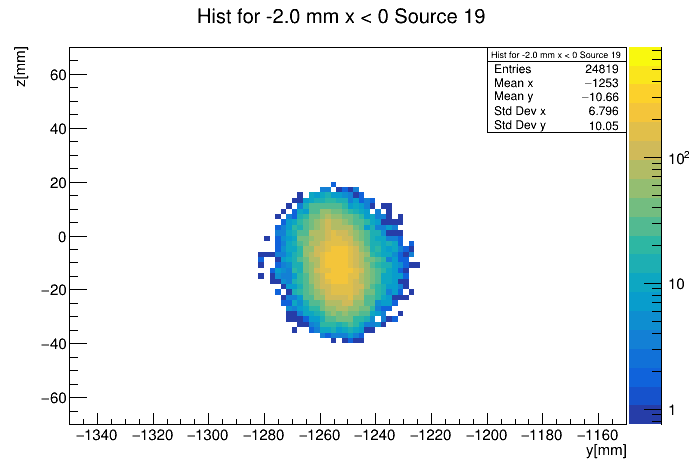 Hist for -2.0 mm x < 0 Source 19
z[mm]
Hist for -2.0 mm x < 0 Source 19
Entries 24819
Mean x −1253
Mean y −10.66
Std Dev x 6.796
Std Dev y 10.05
60
40
20
0
−20
−40
−60
10²
10
1
−1340 −1320 −1300 −1280 −1260 −1240 −1220 −1200 −1180 −1160
y[mm]